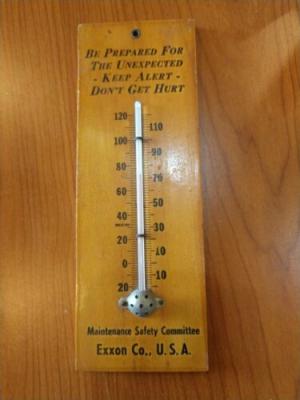 BE PREPARED FOR
THE UNEXPECTED
- KEEP ALERT -
DON'T GET HURT
120
110
100
90
80
70
60
50
40
30
20
10
0
10
20
Maintenance Safety Committee
Exxon Co., U.S.A.